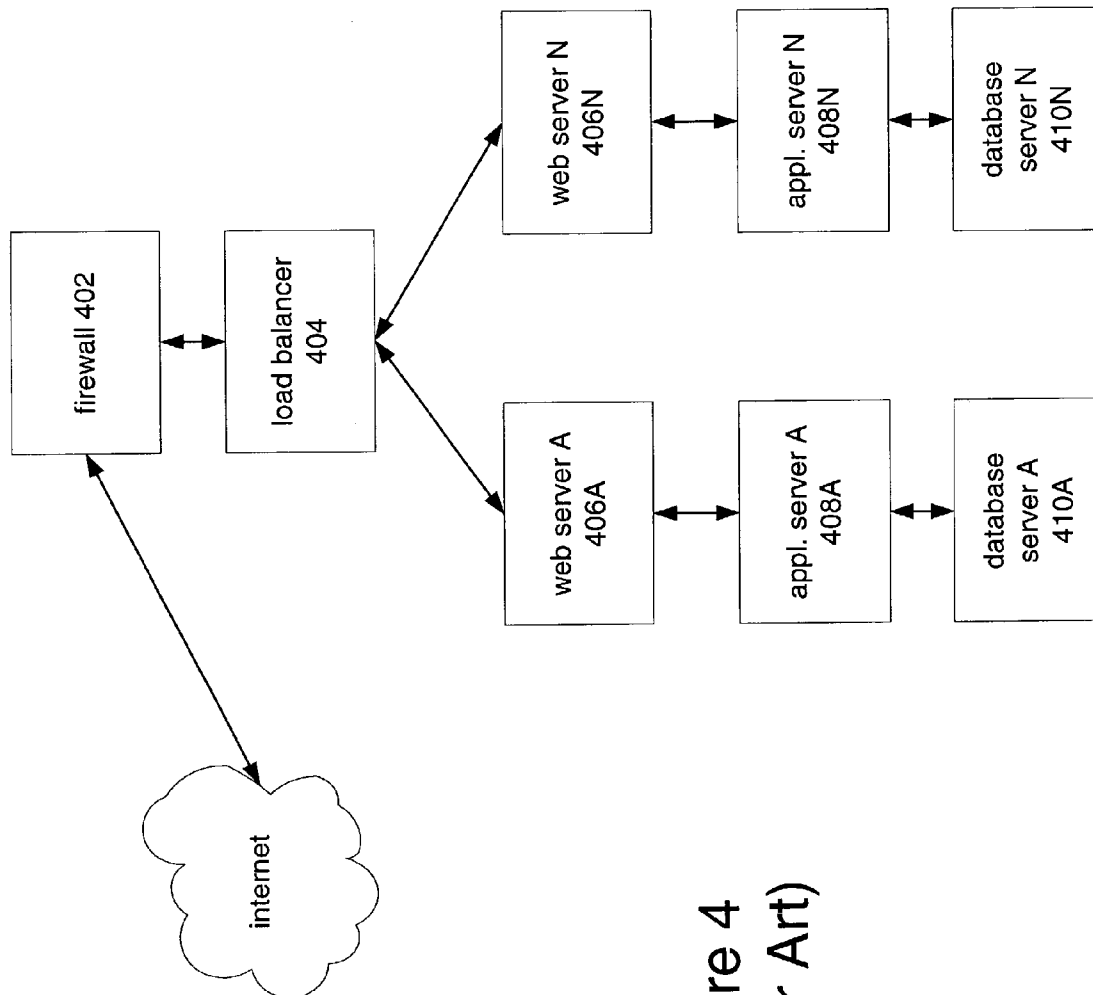 firewall 402
internet
load balancer
404
web server A
406A
web server N
406N
appl. server A
408A
appl. server N
408N
database
server A
410A
database
server N
410N
re 4
r Art)